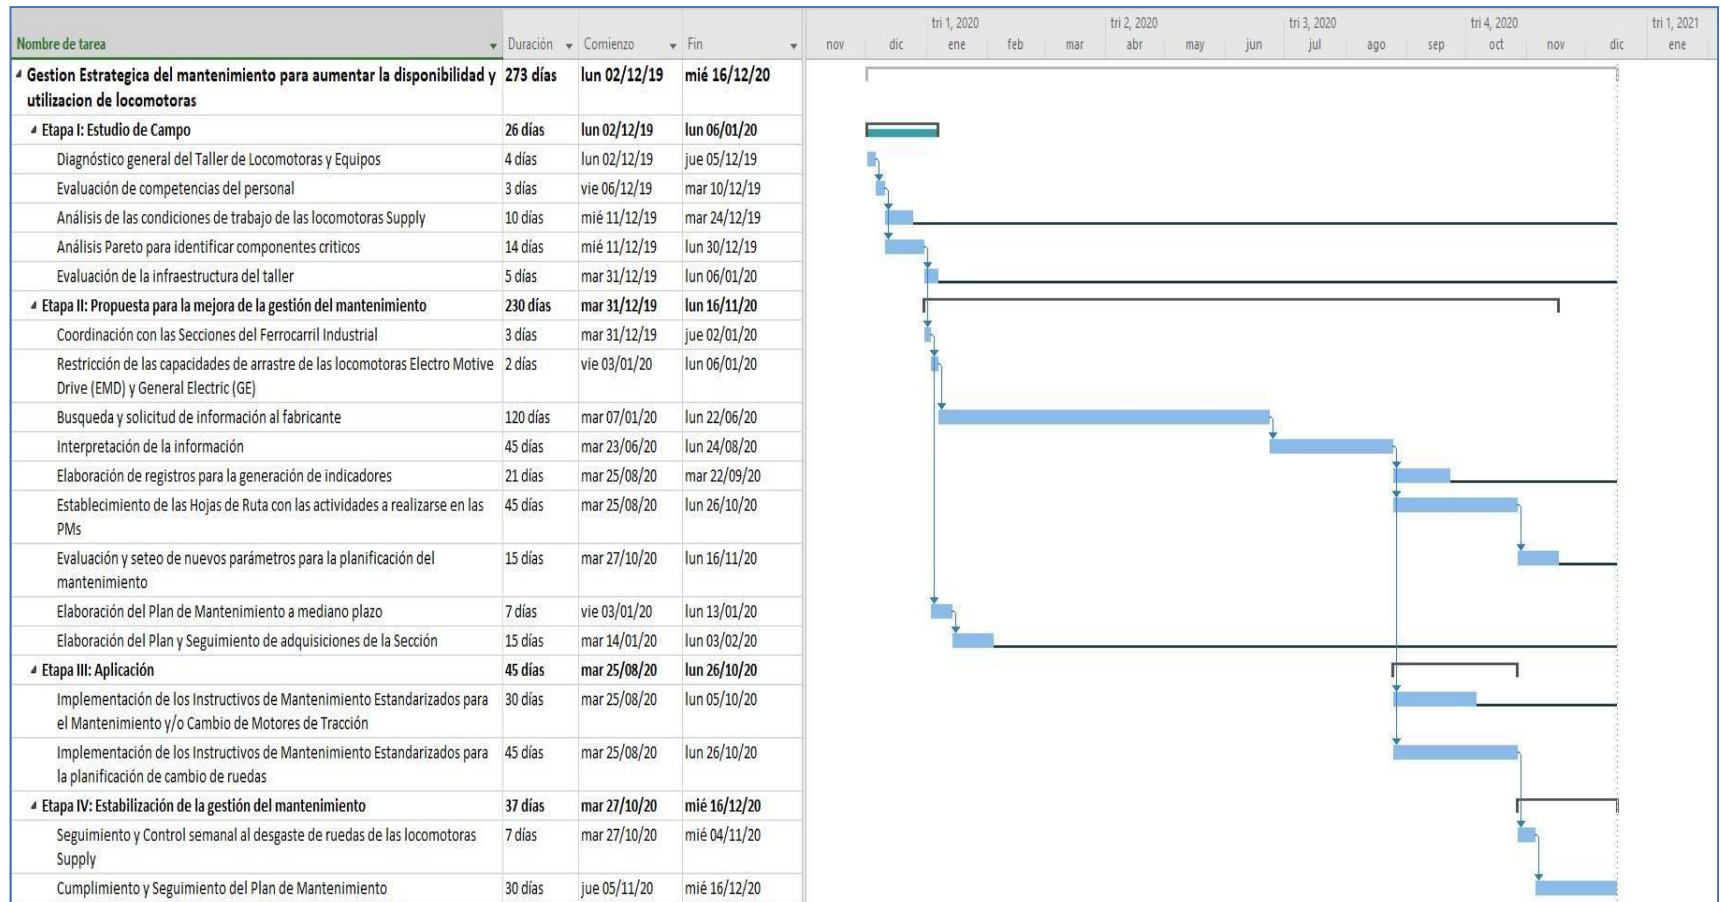 tri 1, 2020 tri 2, 2020 tri 3, 2020 tri 4, 2020 tri 1, 2021
Nombre de tarea Duración Comienzo Fin nov dic ene feb mar abr may jun jul ago sep oct nov dic ene
Gestion Estrategica del mantenimiento para aumentar la disponibilidad y 273 días lun 02/12/19 mié 16/12/20
utilizacion de locomotoras
Etapa I: Estudio de Campo 26 días lun 02/12/19 lun 06/01/20
Diagnóstico general del Taller de Locomotoras y Equipos 4 días lun 02/12/19 jue 05/12/19
Evaluación de competencias del personal 3 días vie 06/12/19 mar 10/12/19
Análisis de las condiciones de trabajo de las locomotoras Supply 10 días mié 11/12/19 mar 24/12/19
Análisis Pareto para identificar componentes criticos 14 días mié 11/12/19 lun 30/12/19
Evaluación de la infraestructura del taller 5 días mar 31/12/19 lun 06/01/20
Etapa II: Propuesta para la mejora de la gestión del mantenimiento 230 días mar 31/12/19 lun 16/11/20
Coordinación con las Secciones del Ferrocarril Industrial 3 días mar 31/12/19 jue 02/01/20
Restricción de las capacidades de arrastre de las locomotoras Electro Motive 2 días vie 03/01/20 lun 06/01/20
Drive (EMD) y General Electric (GE)
Busqueda y solicitud de información al fabricante 120 días mar 07/01/20 lun 22/06/20
Interpretación de la información 45 días mar 23/06/20 lun 24/08/20
Elaboración de registros para la generación de indicadores 21 días mar 25/08/20 mar 22/09/20
Establecimiento de las Hojas de Ruta con las actividades a realizarse en las 45 días mar 25/08/20 lun 26/10/20
PMs
Evaluación y seteo de nuevos parámetros para la planificación del 15 días mar 27/10/20 lun 16/11/20
mantenimiento
Elaboración del Plan de Mantenimiento a mediano plazo 7 días vie 03/01/20 lun 13/01/20
Elaboración del Plan y Seguimiento de adquisiciones de la Sección 15 días mar 14/01/20 lun 03/02/20
Etapa III: Aplicación 45 días mar 25/08/20 lun 26/10/20
Implementación de los Instructivos de Mantenimiento Estandarizados para 30 días mar 25/08/20 lun 05/10/20
el Mantenimiento y/o Cambio de Motores de Tracción
Implementación de los Instructivos de Mantenimiento Estandarizados para 45 días mar 25/08/20 lun 26/10/20
la planificación de cambio de ruedas
Etapa IV: Estabilización de la gestión del mantenimiento 37 días mar 27/10/20 mié 16/12/20
Seguimiento y Control semanal al desgaste de ruedas de las locomotoras 7 días mar 27/10/20 mié 04/11/20
Supply
Cumplimiento y Seguimiento del Plan de Mantenimiento 30 días jue 05/11/20 mié 16/12/20